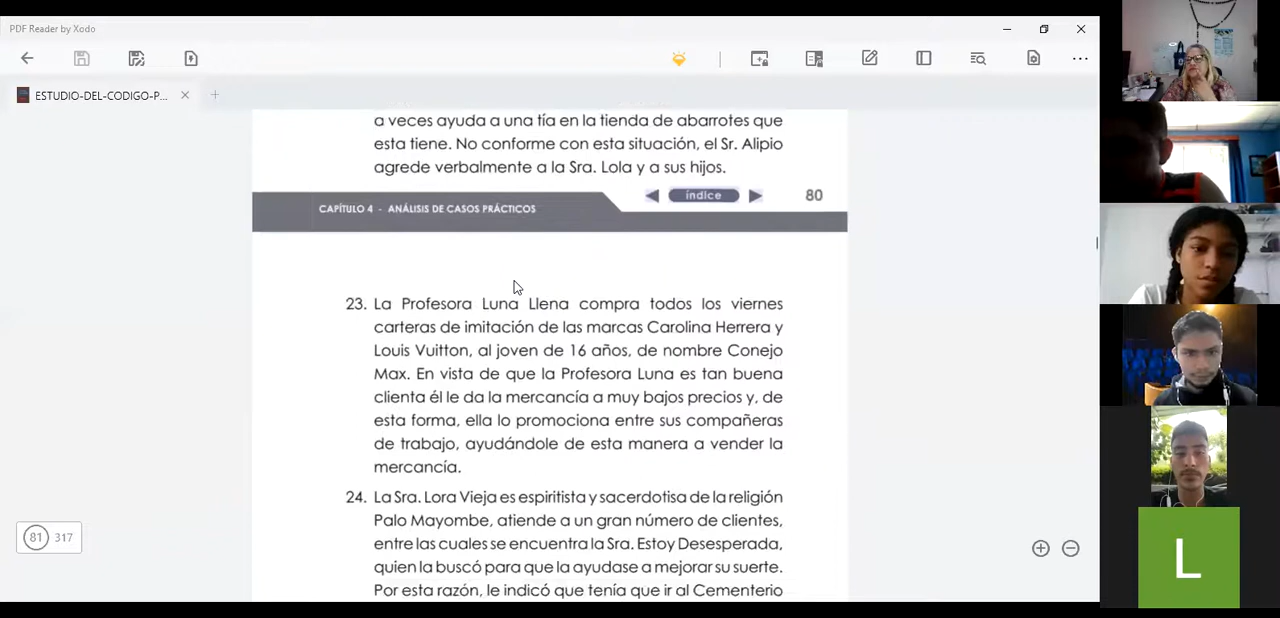 PDF Reader by Xodo
ESTUDIO-DEL-CODIGO-P...
a veces ayuda a una tía en la tienda de abarrotes que
esta tiene. No conforme con esta situación, el Sr. Alipio
agrede verbalmente a la Sra. Lola y a sus hijos.
índice 80
CAPÍTULO 4 - ANÁLISIS DE CASOS PRÁCTICOS
23. La Profesora Luna Llena compra todos los viernes
carteras de imitación de las marcas Carolina Herrera y
Louis Vuitton, al joven de 16 años, de nombre Conejo
Max. En vista de que la Profesora Luna es tan buena
clienta él le da la mercancía a muy bajos precios y, de
esta forma, ella lo promociona entre sus compañeras
de trabajo, ayudándole de esta manera a vender la
mercancía.
24. La Sra. Lora Vieja es espiritista y sacerdotisa de la religión
Palo Mayombe, atiende a un gran número de clientes,
entre las cuales se encuentra la Sra. Estoy Desesperada,
quien la buscó para que la ayudase a mejorar su suerte.
Por esta razón, le indicó que tenía que ir al Cementerio
81 317
L